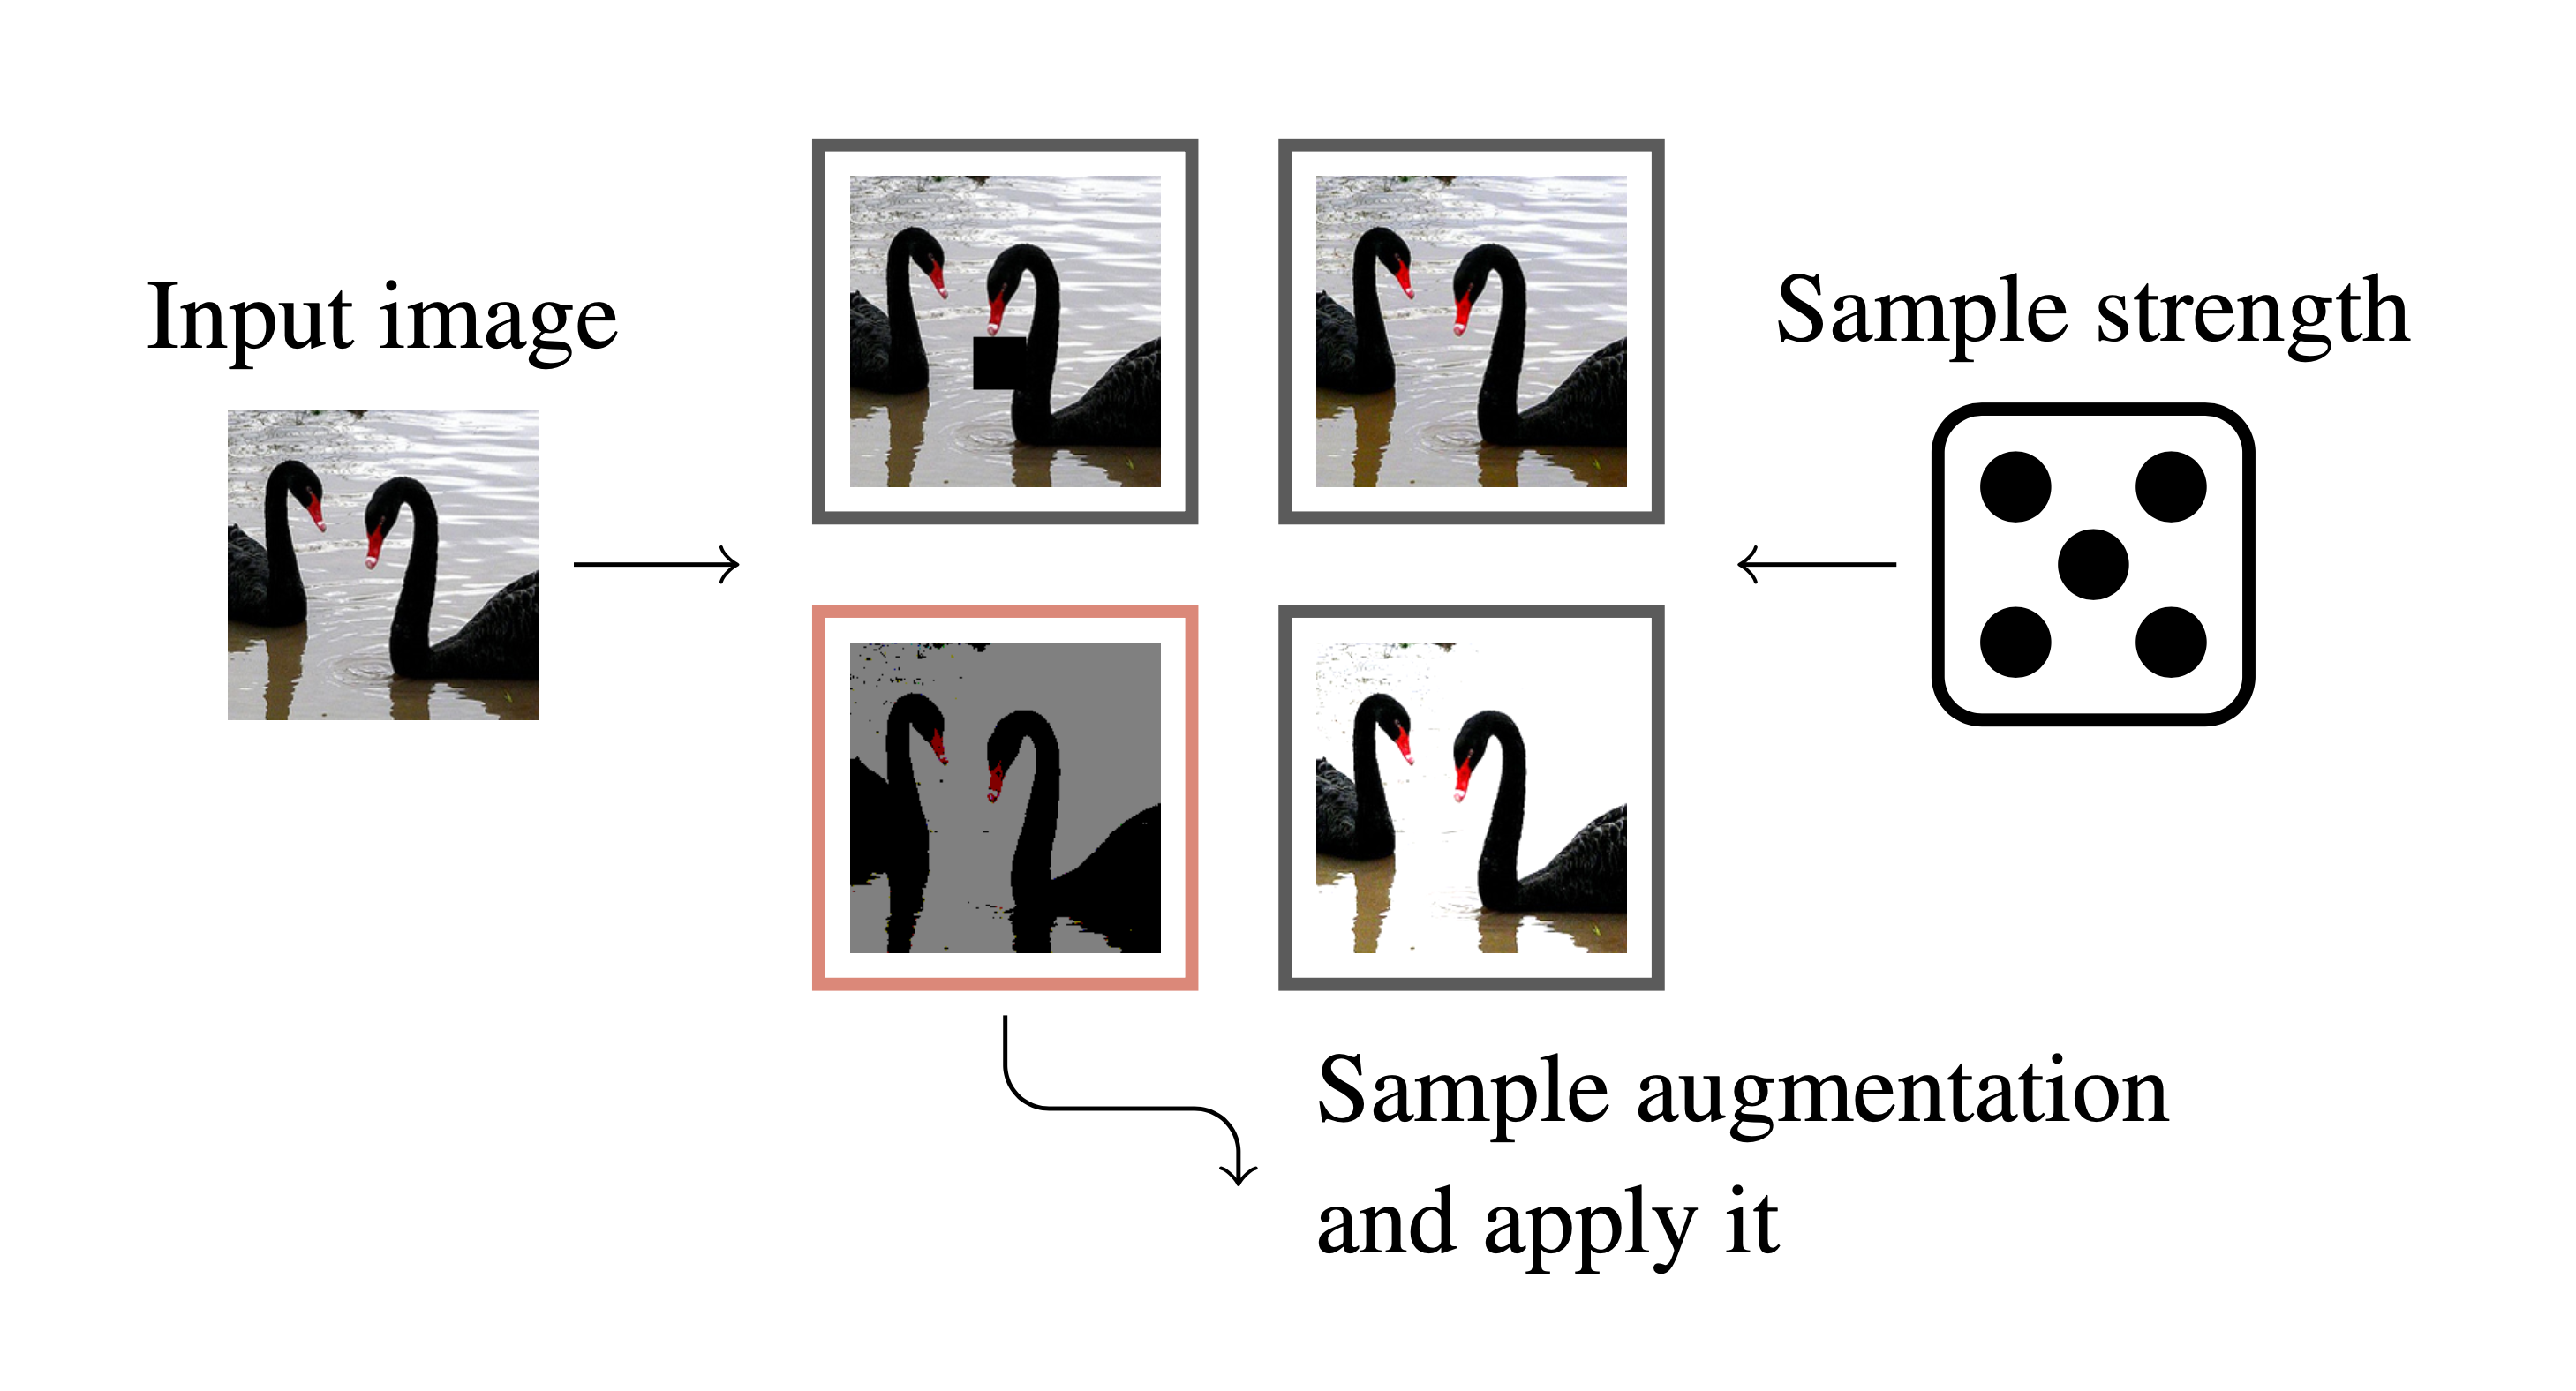 Input image
Sample strength
Sample augmentation
and apply it